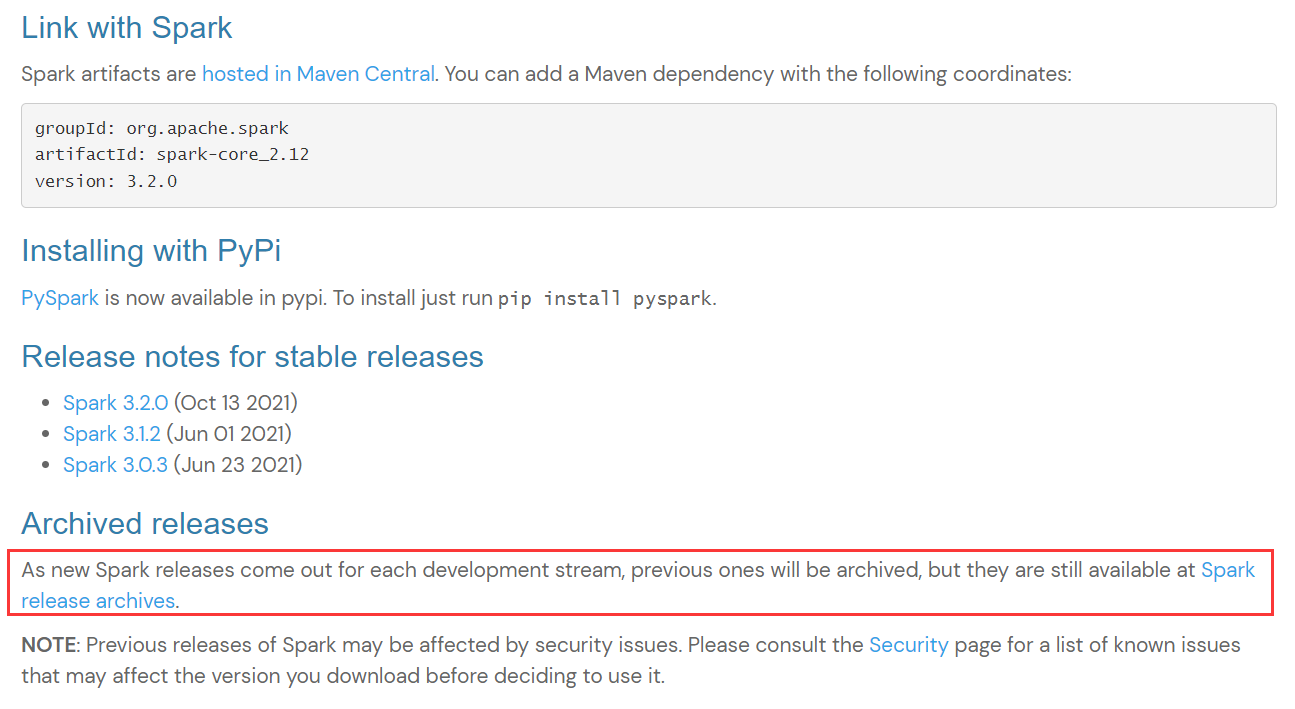 Link with Spark
Spark artifacts are hosted in Maven Central. You can add a Maven dependency with the following coordinates:
groupId: org.apache.spark
artifactId: spark-core_2.12
version: 3.2.0
Installing with PyPi
PySpark is now available in pypi. To install just run pip install pyspark.
Release notes for stable releases
• Spark 3.2.0 (Oct 13 2021)
• Spark 3.1.2 (Jun 01 2021)
• Spark 3.0.3 (Jun 23 2021)
Archived releases
As new Spark releases come out for each development stream, previous ones will be archived, but they are still available at Spark
release archives.
NOTE: Previous releases of Spark may be affected by security issues. Please consult the Security page for a list of known issues
that may affect the version you download before deciding to use it.